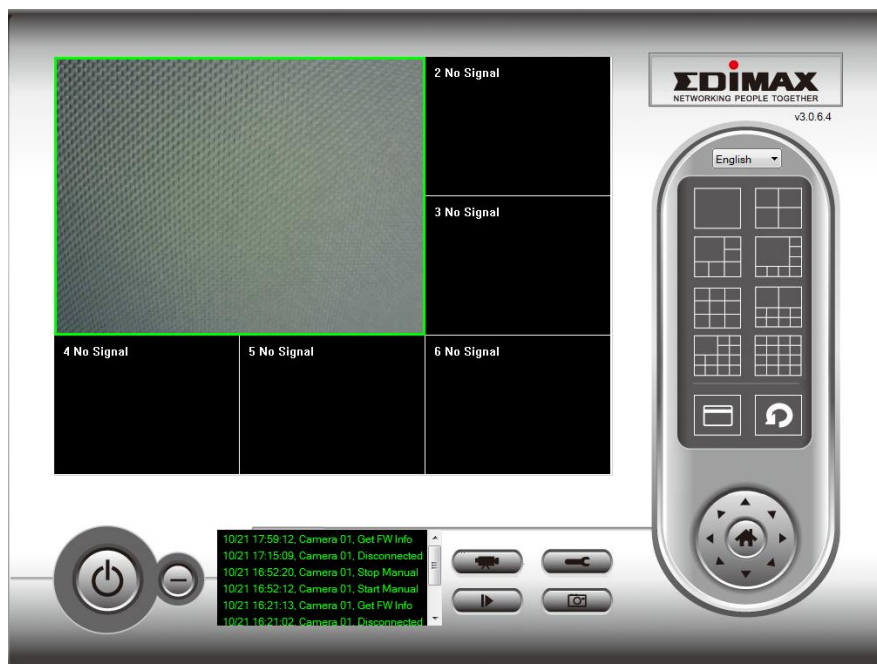 2 No Signal
EDIMAX
NETWORKING PEOPLE TOGETHER
v3.0.6.4
English
3 No Signal
4 No Signal
5 No Signal
6 No Signal
10/21 17:59:12, Camera 01, Get FW Info
10/21 17:15:09, Camera 01, Disconnected
10/21 16:52:20, Camera 01, Stop Manual
10/21 16:52:12, Camera 01, Start Manual
10/21 16:21:13, Camera 01, Get FW Info
10/21 16:21:02, Camera 01, Disconnected